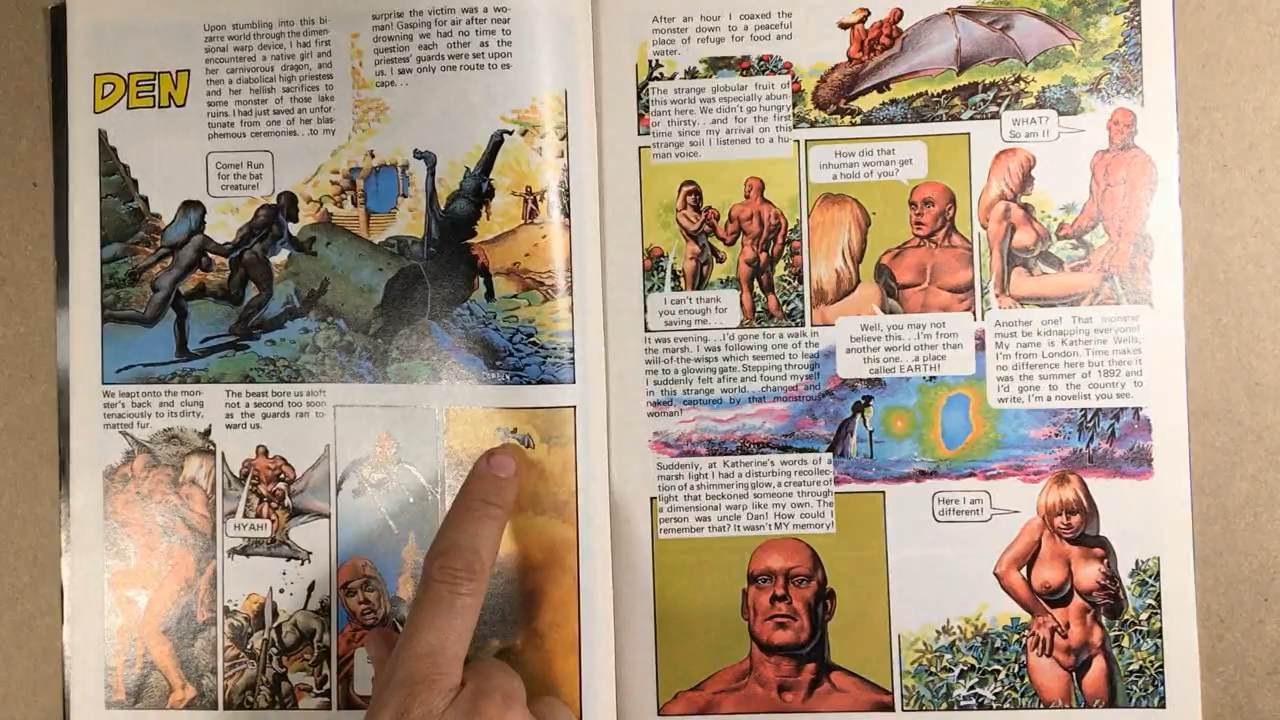 DEN
Upon stumbling into this bi-
zarre world through the dimen-
sional warp device, I had first
encountered a native girl and
her carnivorous dragon, and
then a diabolical high priestess
and her hellish sacrifices to
some monster of those lake
ruins. I had just saved an unfor-
tunate from one of her blas-
phemous ceremonies. . .to my
surprise the victim was a wo-
man! Gasping for air after near
drowning we had no time to
question each other as the
priestess' guards were set upon
us. I saw only one route to es-
cape. . .
Come! Run
for the bat
creature!
CORBEN
We leapt onto the mon-
ster's back and clung
tenaciously to its dirty,
matted fur.
The beast bore us aloft
not a second too soon
as the guards ran to-
ward us.
HYAH!
After an hour I coaxed the
monster down to a peaceful
place of refuge for food and
water.
The strange globular fruit of
this world was especially abun-
dant here. We didn't go hungry
or thirsty. . .and for the first
time since my arrival on this
strange soil I listened to a hu-
man voice.
I can't thank
you enough for
saving me. . .
How did that
inhuman woman get
a hold of you?
WHAT?
So am I!
It was evening. . .I'd gone for a walk in
the marsh. I was following one of the
will-of-the-wisps which seemed to lead
me to a glowing gate. Stepping through
I suddenly felt afire and found myself
in this strange world. . .changed and
naked, captured by that monstrous
woman!
Well, you may not
believe this. . .I'm from
another world other than
this one. . .a place
called EARTH!
Another one! That monster
must be kidnapping everyone!
My name is Katherine Wells,
I'm from London. Time makes
no difference here but there it
was the summer of 1892 and
I'd gone to the country to
write, I'm a novelist you see.
Suddenly, at Katherine's words of a
marsh light I had a disturbing recollec-
tion of a shimmering glow, a creature of
light that beckoned someone through
a dimensional warp like my own. The
person was uncle Dan! How could I
remember that? It wasn't MY memory!
Here I am
different!